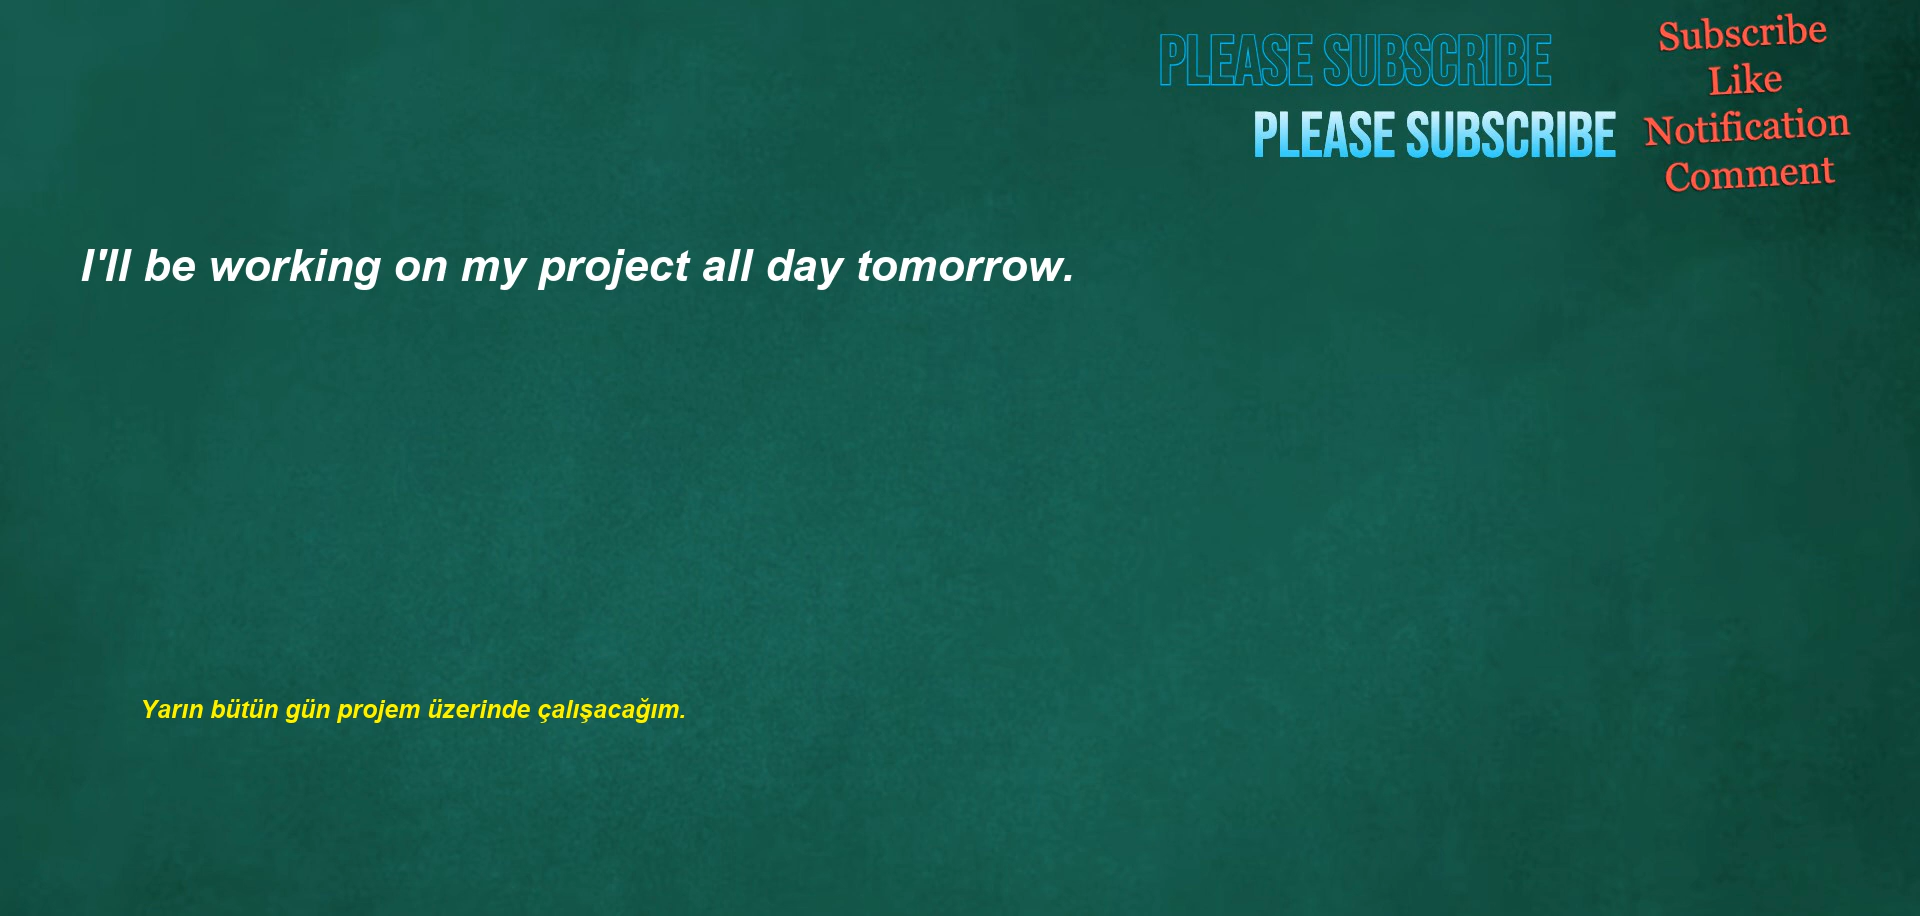 PLEASE SUBSCRIBE
PLEASE SUBSCRIBE
Subscribe
Like
Notification
Comment
I'll be working on my project all day tomorrow.
Yarın bütün gün projem üzerinde çalışacağım.